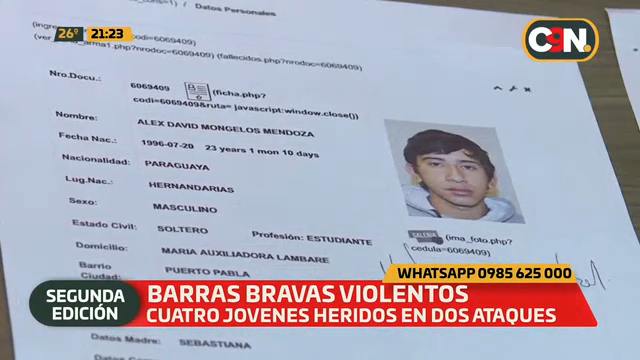 / Datos Personales
26° 21:23
C9N.
codi=6069409)
(ver_arma1.php?nrodoc=6069409) (fallecidos.php?nrodoc=6069409)
Nro.Docu.: 6069409 (ficha.php?
codi=6069409&ruta= javascript:window.close())
Nombre: ALEX DAVID MONGELOS MENDOZA
Fecha Nac.: 1996-07-20 23 years 1 mon 10 days
Nacionalidad: PARAGUAYA
Lug.Nac.: HERNANDARIAS
Sexo: MASCULINO
Estado Civil: SOLTERO Profesión: ESTUDIANTE
GALERIA (ima_foto.php?
cedula=6069409)
Domicilio: MARIA AUXILIADORA LAMBARE
Barrio
Ciudad: PUERTO PABLA
WHATSAPP 0985 625 000
SEGUNDA
EDICIÓN
BARRAS BRAVAS VIOLENTOS
CUATRO JOVENES HERIDOS EN DOS ATAQUES
Datos Madre: SEBASTIANA